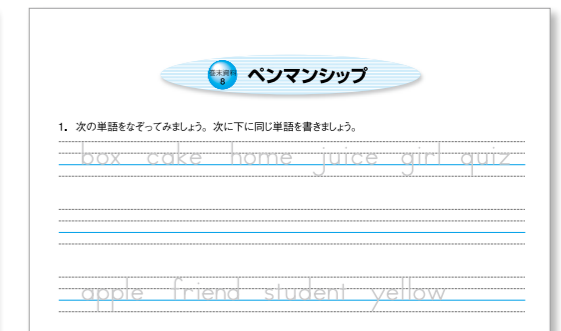 巻末資料
8
ペンマンシップ
1. 次の単語をなぞってみましょう。次に下に同じ単語を書きましょう。
box cake home juice girl quiz
apple friend student yellow